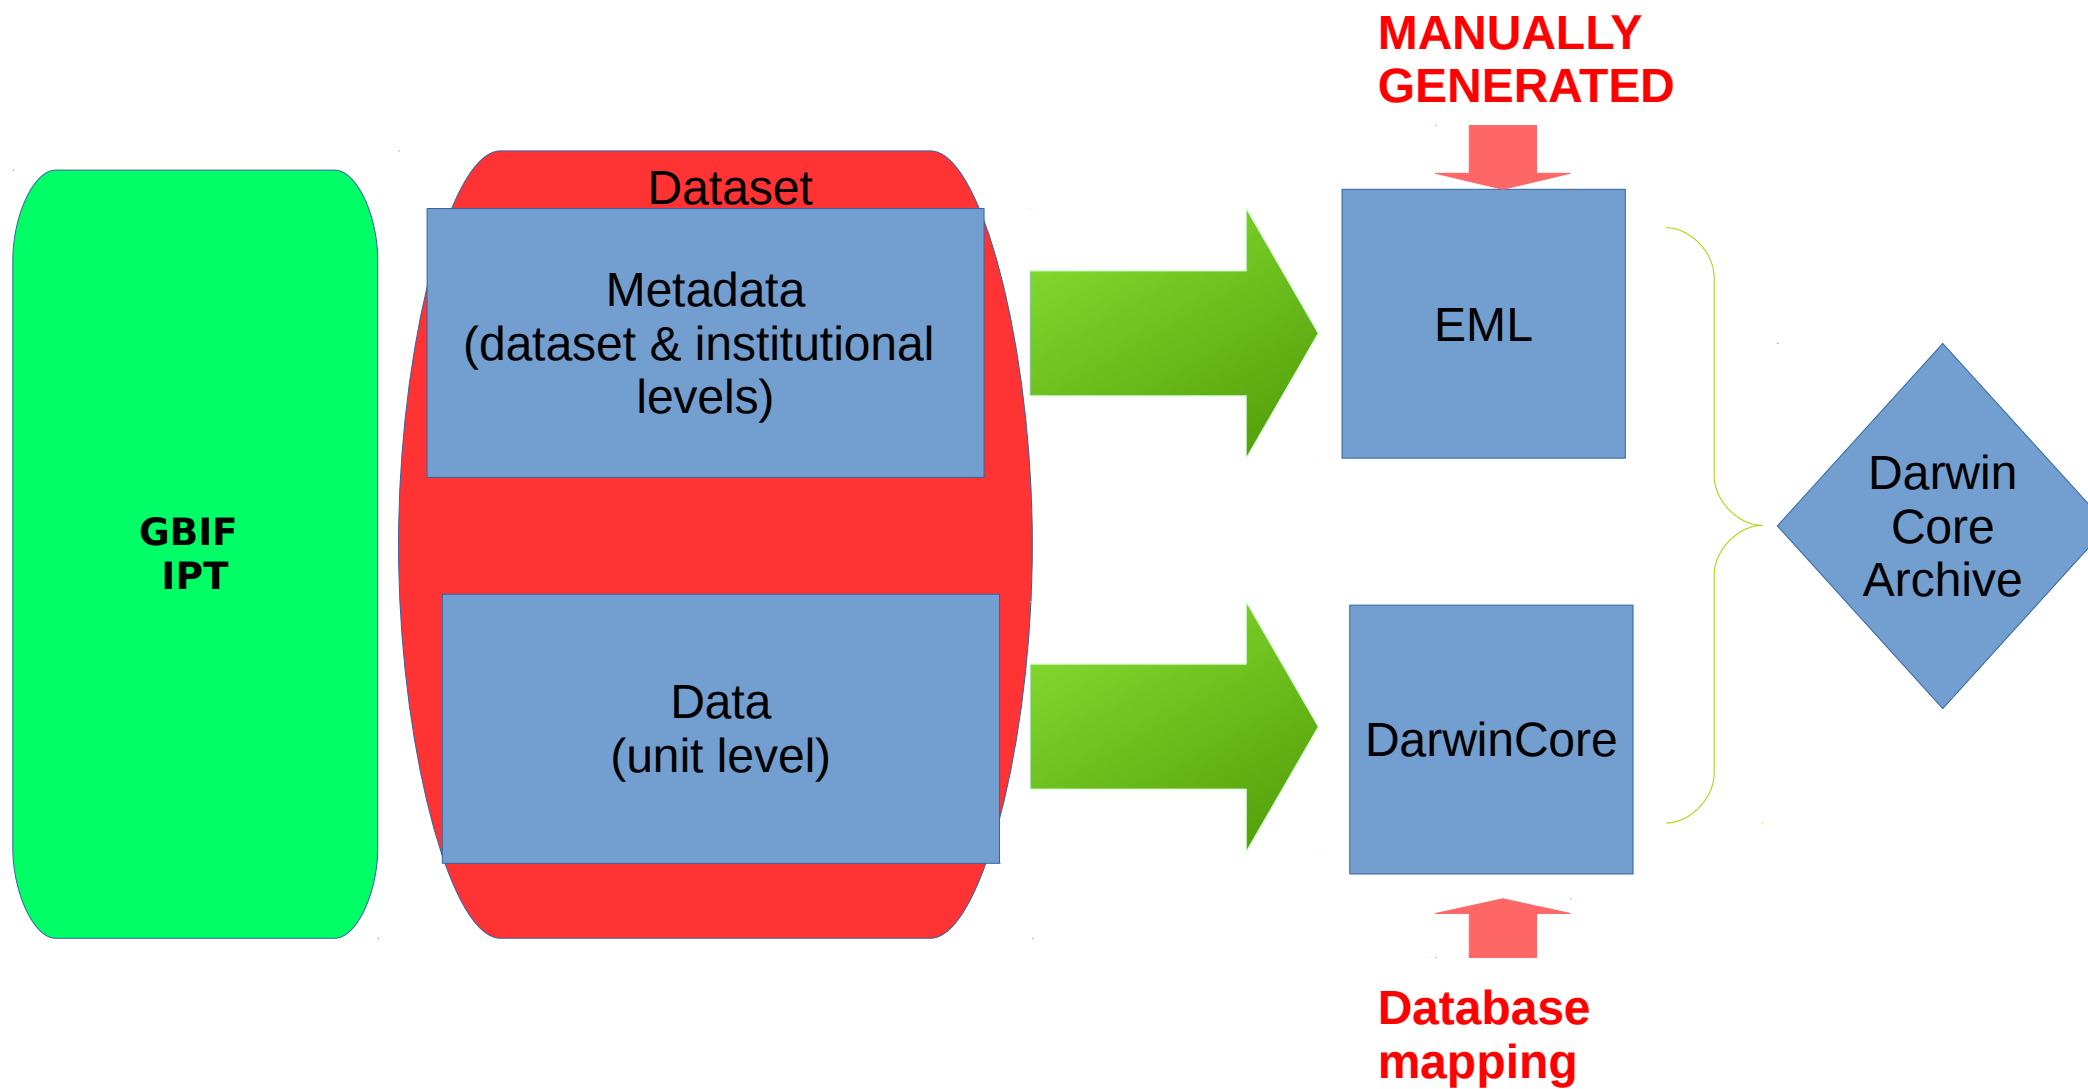 MANUALLY
GENERATED
Dataset
Metadata
(dataset & institutional
levels)
EML
GBIF
IPT
Darwin
Core
Archive
Data
(unit level)
DarwinCore
Database
mapping